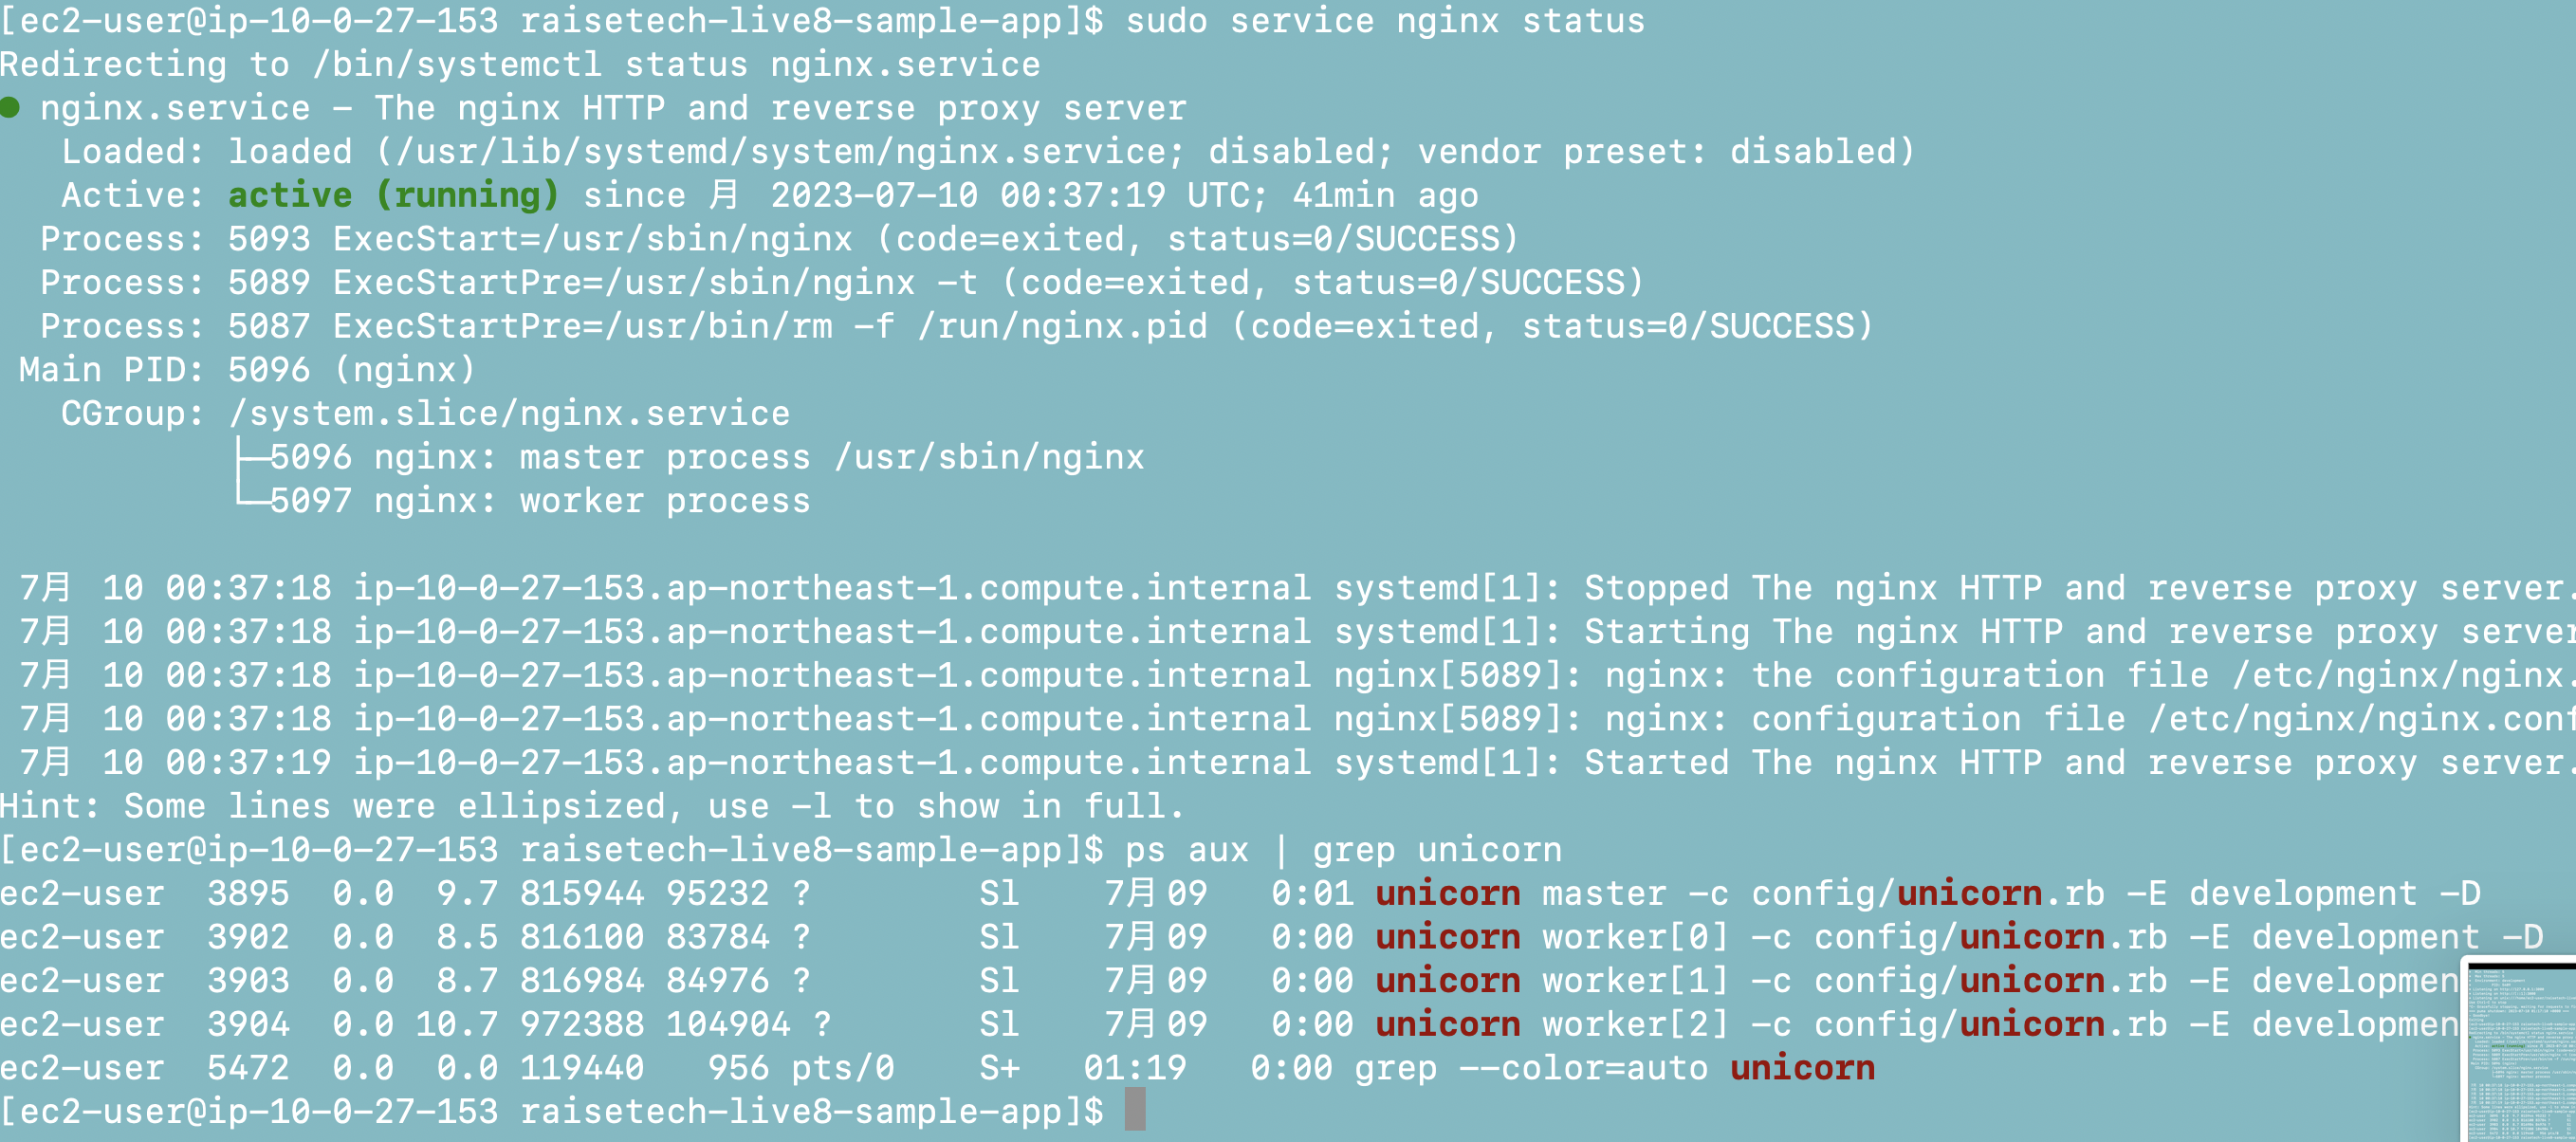 [ec2-user@ip-10-0-27-153 raisetech-live8-sample-app]$ sudo service nginx status
Redirecting to /bin/systemctl status nginx.service
● nginx.service - The nginx HTTP and reverse proxy server
   Loaded: loaded (/usr/lib/systemd/system/nginx.service; disabled; vendor preset: disabled)
   Active: active (running) since 月 2023-07-10 00:37:19 UTC; 41min ago
  Process: 5093 ExecStart=/usr/sbin/nginx (code=exited, status=0/SUCCESS)
  Process: 5089 ExecStartPre=/usr/sbin/nginx -t (code=exited, status=0/SUCCESS)
  Process: 5087 ExecStartPre=/usr/bin/rm -f /run/nginx.pid (code=exited, status=0/SUCCESS)
 Main PID: 5096 (nginx)
   CGroup: /system.slice/nginx.service
           ├─5096 nginx: master process /usr/sbin/nginx
           └─5097 nginx: worker process
 7月 10 00:37:18 ip-10-0-27-153.ap-northeast-1.compute.internal systemd[1]: Stopped The nginx HTTP and reverse proxy server.
 7月 10 00:37:18 ip-10-0-27-153.ap-northeast-1.compute.internal systemd[1]: Starting The nginx HTTP and reverse proxy server
 7月 10 00:37:18 ip-10-0-27-153.ap-northeast-1.compute.internal nginx[5089]: nginx: the configuration file /etc/nginx/nginx.
 7月 10 00:37:18 ip-10-0-27-153.ap-northeast-1.compute.internal nginx[5089]: nginx: configuration file /etc/nginx/nginx.conf
 7月 10 00:37:19 ip-10-0-27-153.ap-northeast-1.compute.internal systemd[1]: Started The nginx HTTP and reverse proxy server.
Hint: Some lines were ellipsized, use -l to show in full.
[ec2-user@ip-10-0-27-153 raisetech-live8-sample-app]$ ps aux | grep unicorn
ec2-user  3895  0.0  9.7 815944 95232 ?        Sl    7月09   0:01 unicorn master -c config/unicorn.rb -E development -D
ec2-user  3902  0.0  8.5 816100 83784 ?        Sl    7月09   0:00 unicorn worker[0] -c config/unicorn.rb -E development -D
ec2-user  3903  0.0  8.7 816984 84976 ?        Sl    7月09   0:00 unicorn worker[1] -c config/unicorn.rb -E developmen
ec2-user  3904  0.0 10.7 972388 104904 ?       Sl    7月09   0:00 unicorn worker[2] -c config/unicorn.rb -E developmen
ec2-user  5472  0.0  0.0 119440   956 pts/0    S+   01:19   0:00 grep --color=auto unicorn
[ec2-user@ip-10-0-27-153 raisetech-live8-sample-app]$